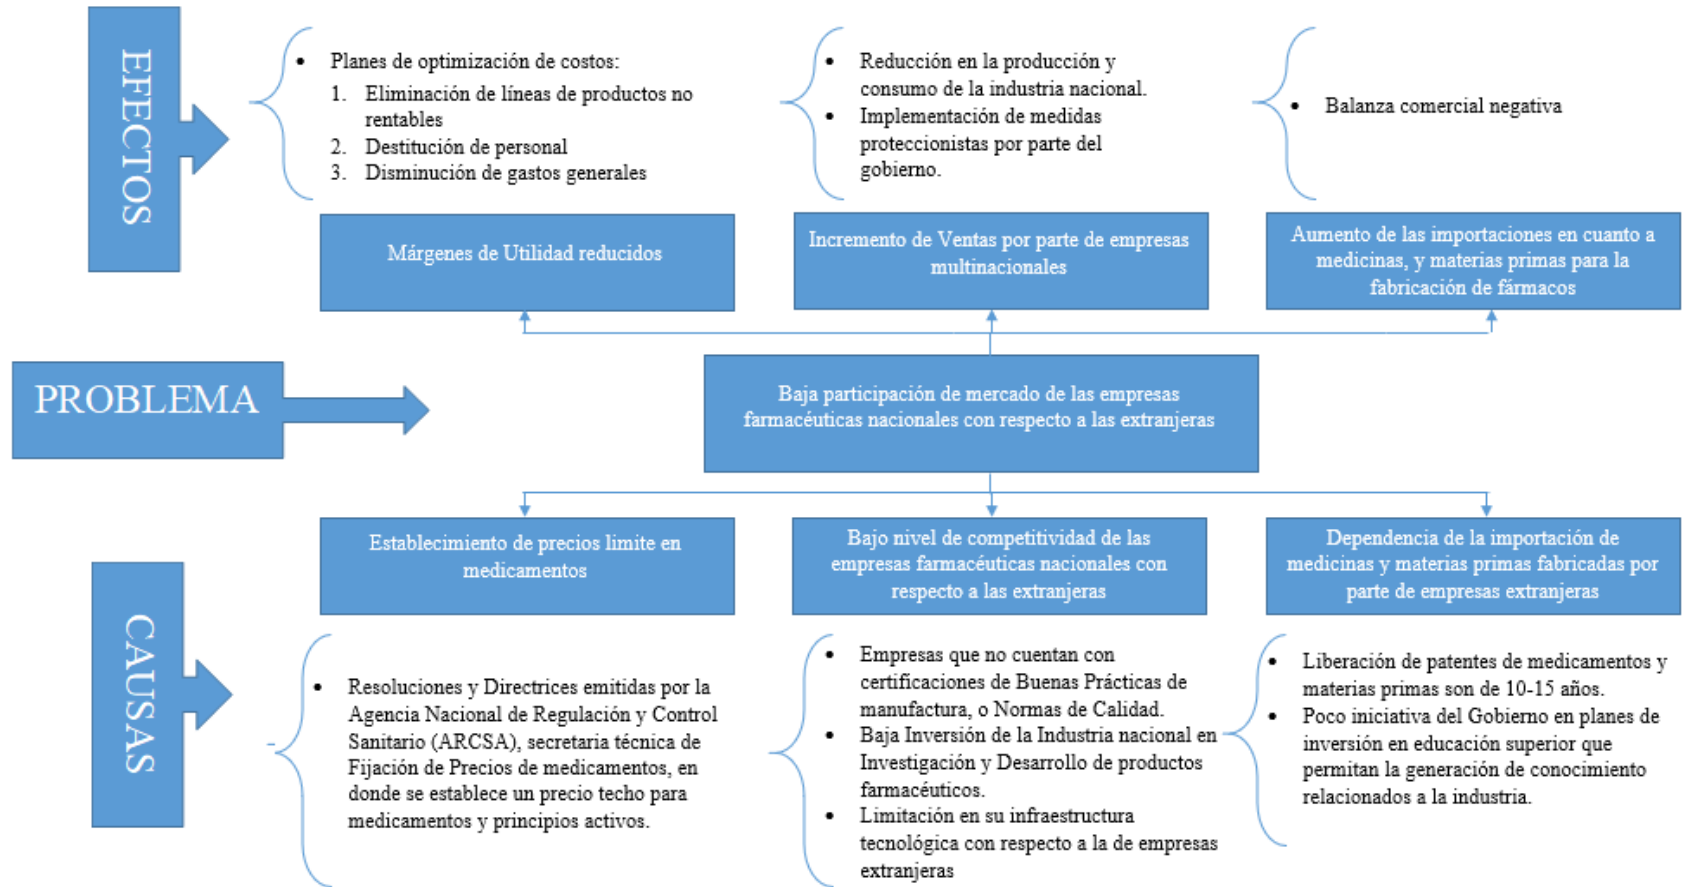 EFECTOS
• Planes de optimización de costos:
1. Eliminación de líneas de productos no
rentables
2. Destitución de personal
3. Disminución de gastos generales
• Reducción en la producción y
consumo de la industria nacional.
• Implementación de medidas
proteccionistas por parte del
gobierno.
• Balanza comercial negativa
Márgenes de Utilidad reducidos
Incremento de Ventas por parte de empresas
multinacionales
Aumento de las importaciones en cuanto a
medicinas, y materias primas para la
fabricación de fármacos
PROBLEMA
Baja participación de mercado de las empresas
farmacéuticas nacionales con respecto a las extranjeras
CAUSAS
Establecimiento de precios limite en
medicamentos
Bajo nivel de competitividad de las
empresas farmacéuticas nacionales con
respecto a las extranjeras
Dependencia de la importación de
medicinas y materias primas fabricadas por
parte de empresas extranjeras
• Resoluciones y Directrices emitidas por la
Agencia Nacional de Regulación y Control
Sanitario (ARCSA), secretaria técnica de
Fijación de Precios de medicamentos, en
donde se establece un precio techo para
medicamentos y principios activos.
• Empresas que no cuentan con
certificaciones de Buenas Prácticas de
manufactura, o Normas de Calidad.
• Baja Inversión de la Industria nacional en
Investigación y Desarrollo de productos
farmacéuticos.
• Limitación en su infraestructura
tecnológica con respecto a la de empresas
extranjeras
• Liberación de patentes de medicamentos y
materias primas son de 10-15 años.
• Poco iniciativa del Gobierno en planes de
inversión en educación superior que
permitan la generación de conocimiento
relacionados a la industria.